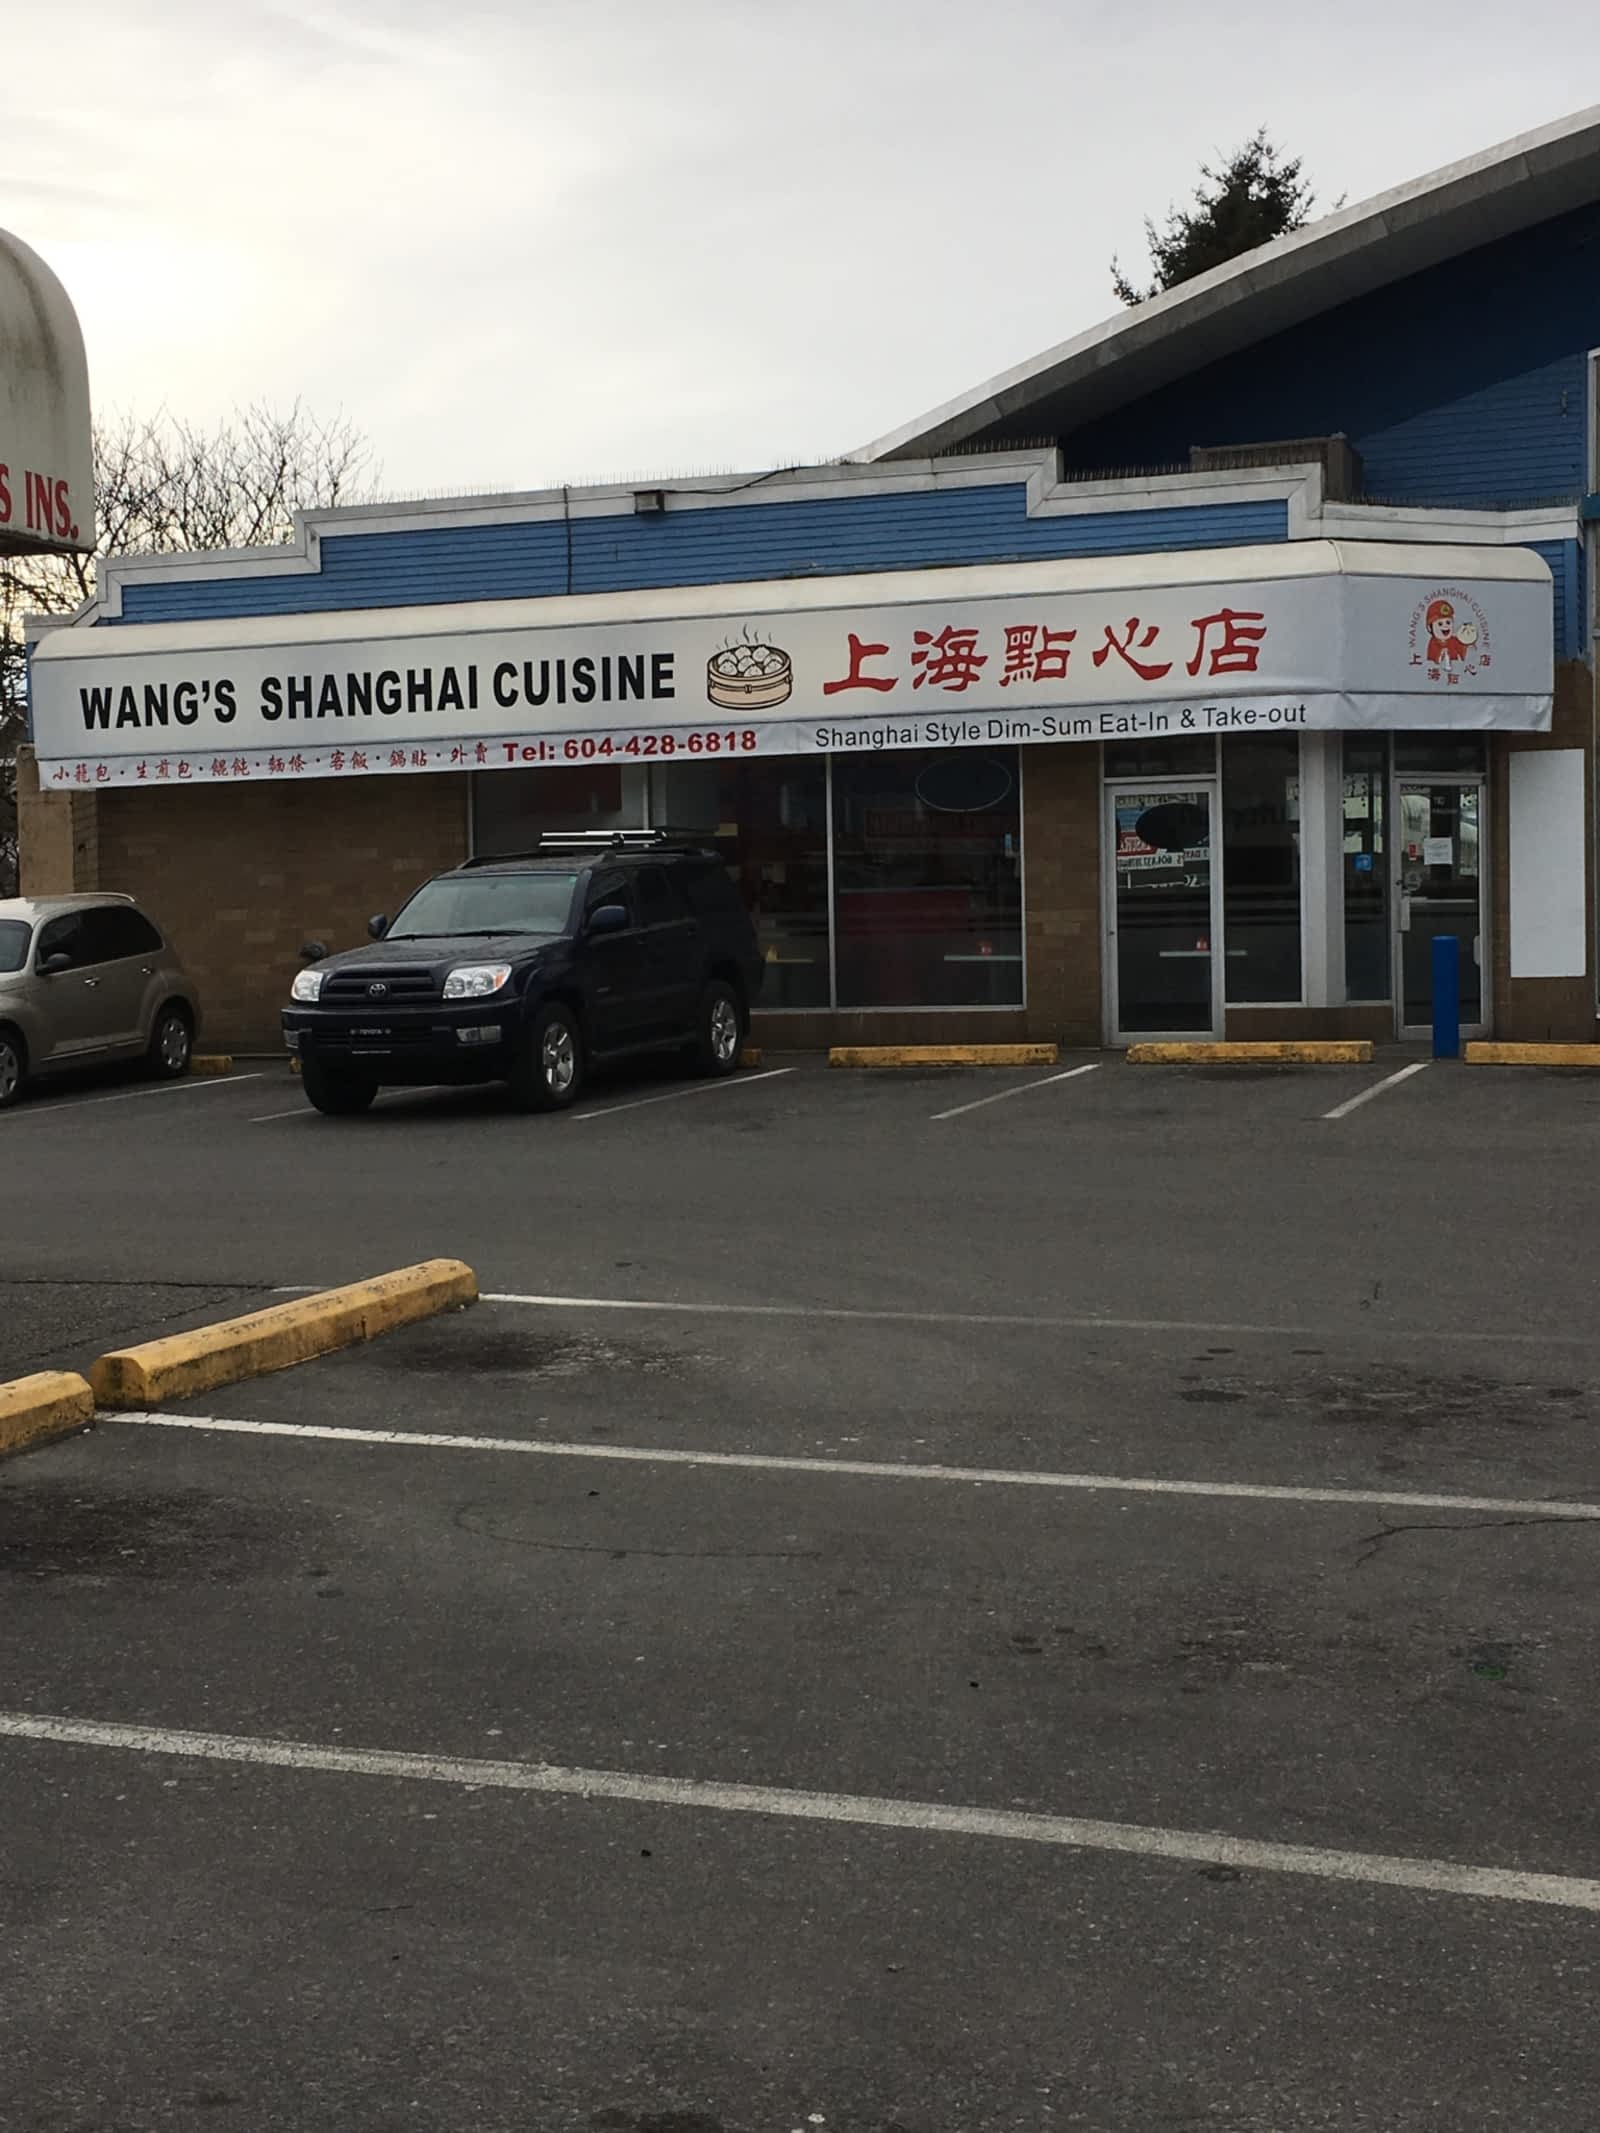 S INS.
WANG'S SHANGHAI CUISINE 上海點心店
小籠包·生煎包·餛飩·麵條·客飯·鍋貼·外賣 Tel: 604-428-6818 Shanghai Style Dim-Sum Eat-In & Take-out
WANG'S SHANGHAI CUISINE
上海點心店
TOYOTA